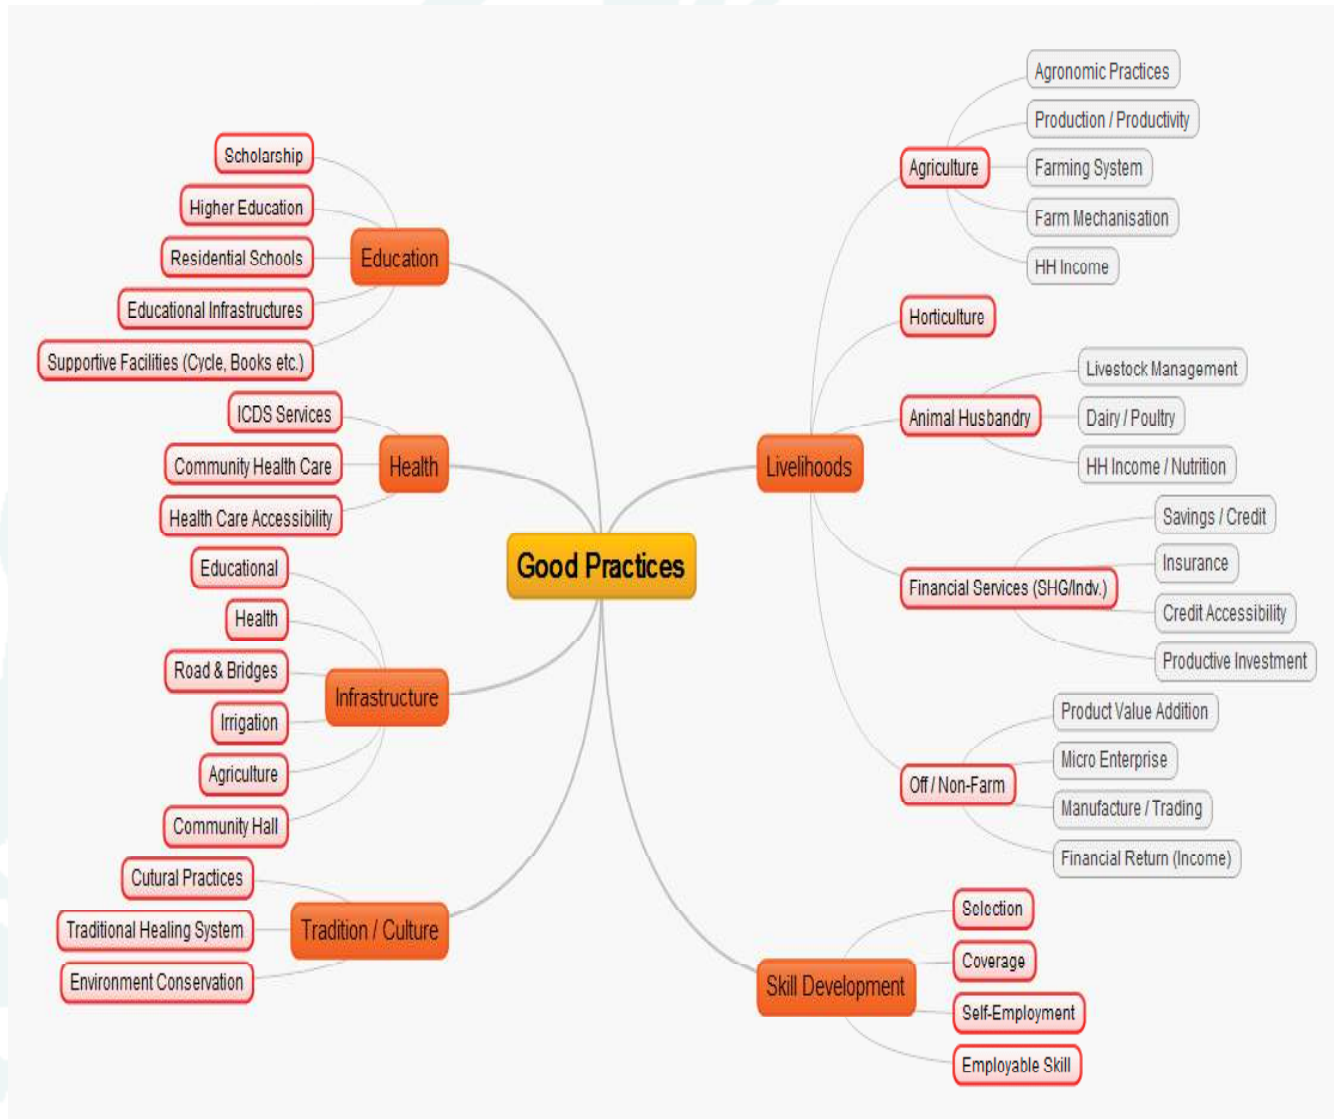 Good Practices
Education
Scholarship
Higher Education
Residential Schools
Educational Infrastructures
Supportive Facilities (Cycle, Books etc.)
Health
ICDS Services
Community Health Care
Health Care Accessibility
Infrastructure
Educational
Health
Road & Bridges
Irrigation
Agriculture
Community Hall
Tradition / Culture
Cutural Practices
Traditional Healing System
Environment Conservation
Livelihoods
Agriculture
Agronomic Practices
Production / Productivity
Farming System
Farm Mechanisation
HH Income
Horticulture
Animal Husbandry
Livestock Management
Dairy / Poultry
HH Income / Nutrition
Financial Services (SHG/Indv.)
Savings / Credit
Insurance
Credit Accessibility
Productive Investment
Off / Non-Farm
Product Value Addition
Micro Enterprise
Manufacture / Trading
Financial Return (Income)
Skill Development
Selection
Coverage
Self-Employment
Employable Skill